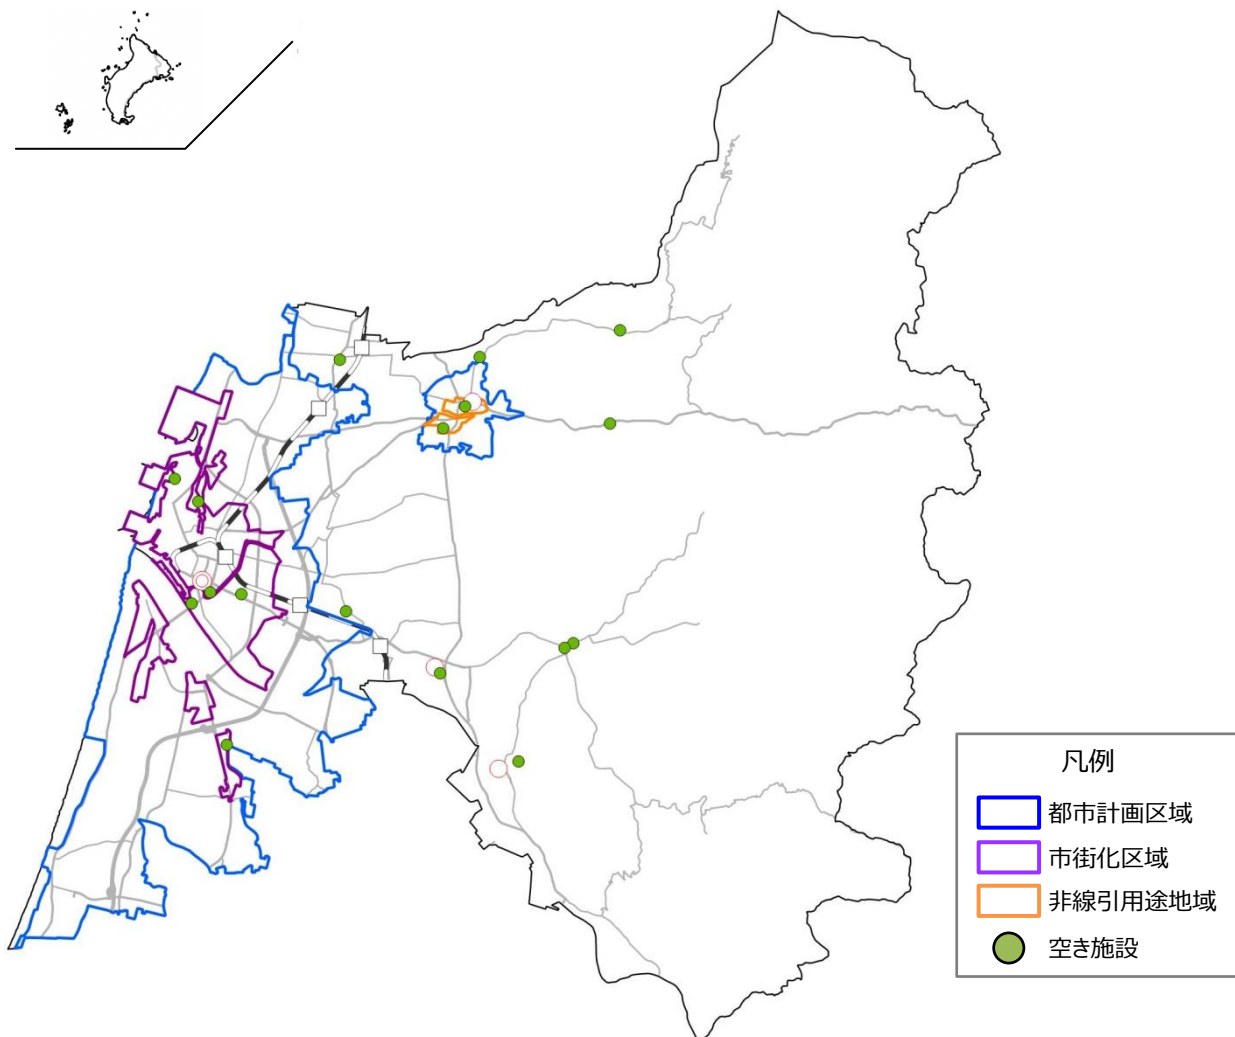 凡例
都市計画区域
市街化区域
非線引用途地域
空き施設